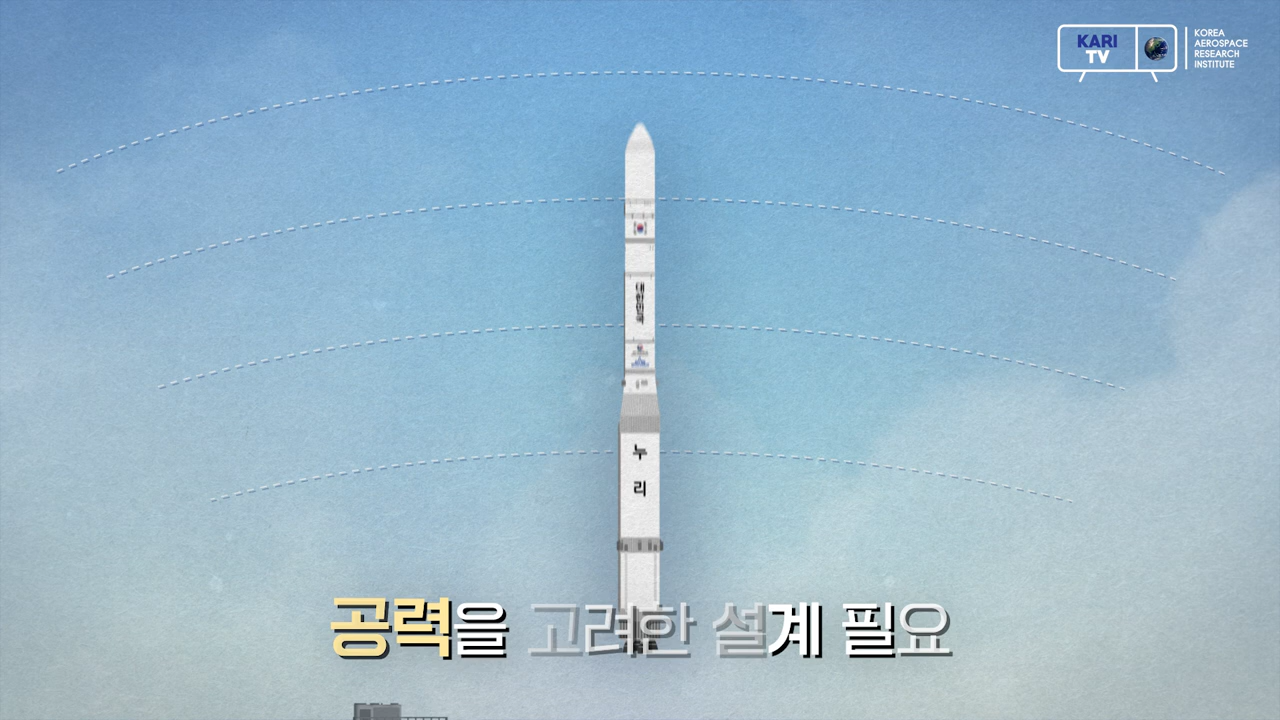 KARI
TV
KOREA
AEROSPACE
RESEARCH
INSTITUTE
대한민국
누
리
공력을 고려한 설계 필요